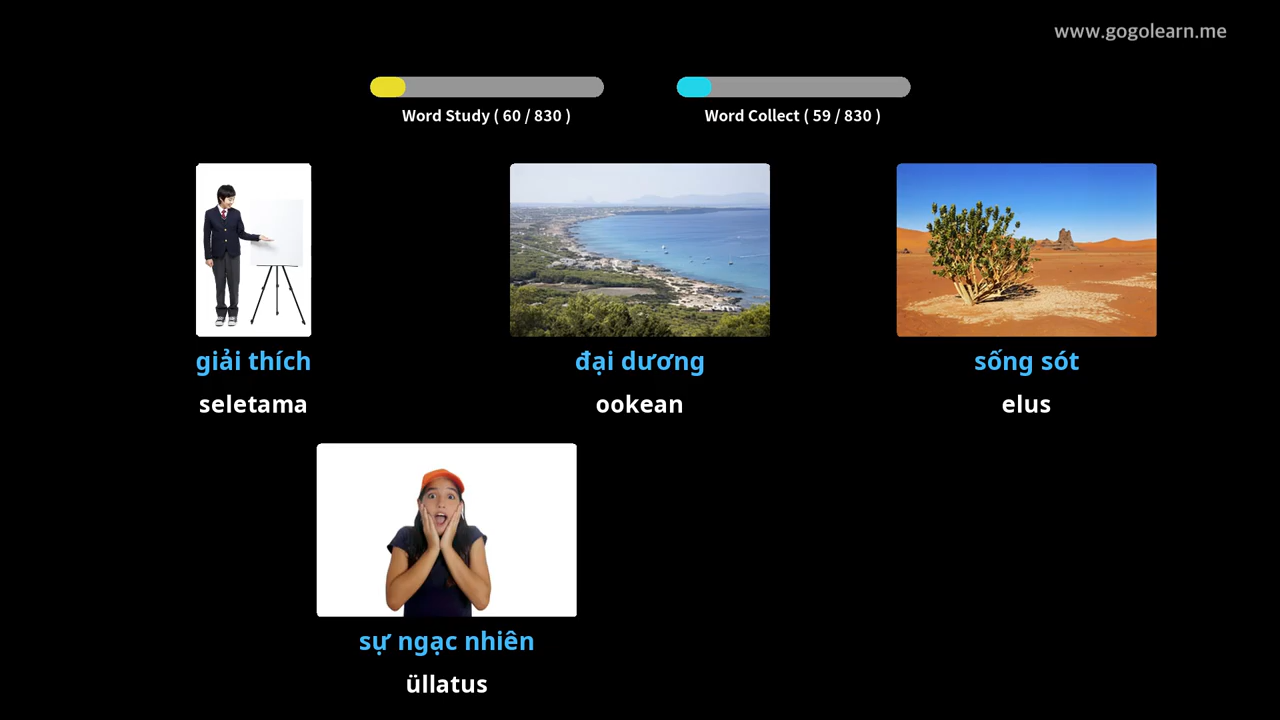 www.gogolearn.me
Word Study ( 60 / 830 )
Word Collect ( 59 / 830 )
giải thích
đại dương
sống sót
seletama
ookean
elus
sự ngạc nhiên
üllatus